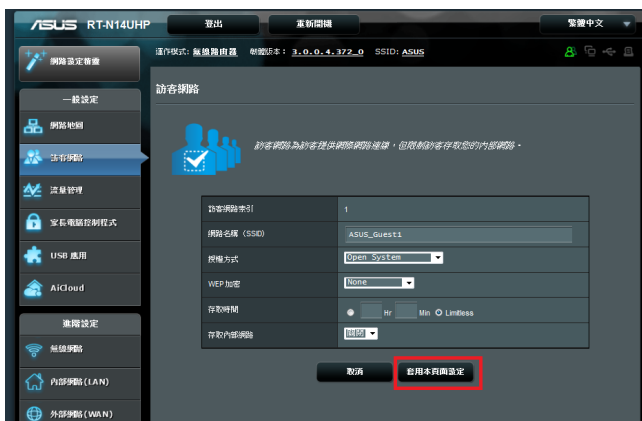 ASUS RT-N14UHP 登出 重新開機 繁體中文
運作模式: 無線路由器 韌體版本: 3.0.0.4.372_0 SSID: ASUS
網路設定精靈
一般設定
網路地圖
訪客網路
流量管理
家長電腦控制程式
USB 應用
AiCloud
進階設定
無線網路
內部網路(LAN)
外部網路(WAN)
訪客網路
訪客網路為訪客提供網際網路連線，但限制訪客存取您的內部網路。
訪客網路索引 1
網路名稱 (SSID) ASUS_Guest1
授權方式 Open System
WEP 加密 None
存取時間 Hr Min Limitless
存取內部網路 關閉
取消 套用本頁面設定